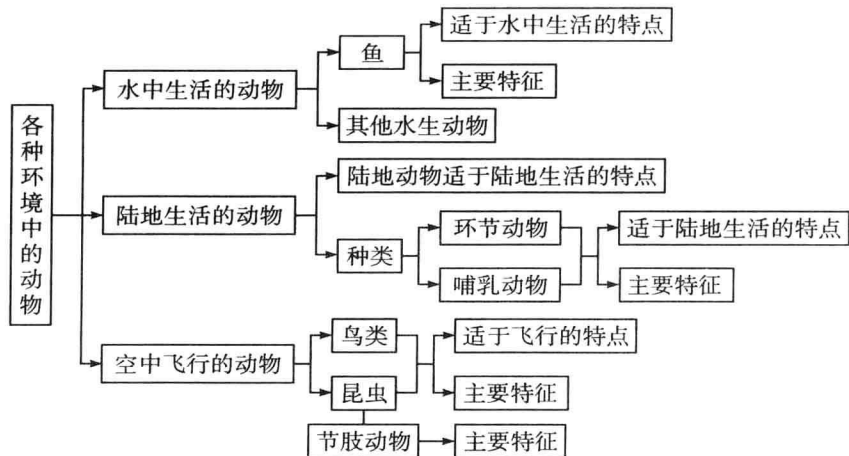 各种环境中的动物
水中生活的动物
鱼
适于水中生活的特点
主要特征
其他水生动物
陆地生活的动物
陆地动物适于陆地生活的特点
种类
环节动物
哺乳动物
适于陆地生活的特点
主要特征
空中飞行的动物
鸟类
昆虫
适于飞行的特点
主要特征
节肢动物
主要特征